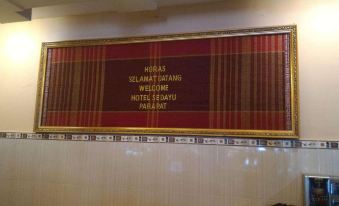 HORAS
SELAMAT DATANG
WELCOME
HOTEL SEDAYU
PARAPAT